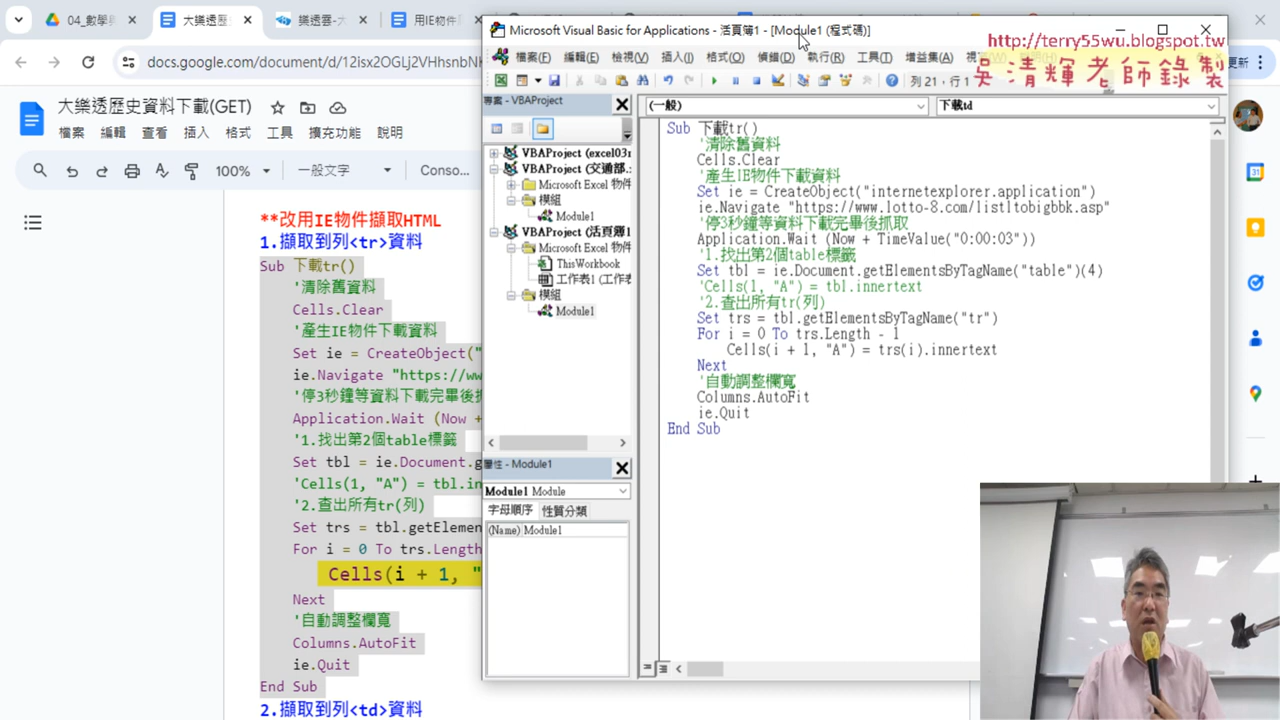 04_數學
大樂透歷史
樂透雲-大
用IE物件
docs.google.com/document/d/12isx2OGLj2VHhsnbNk
更新
大樂透歷史資料下載(GET)
檔案 編輯 查看 插入 格式 工具 擴充功能 說明
100% 一般文字 Conso...
**改用IE物件擷取HTML
1.擷取到列<tr>資料
Sub 下載tr()
'清除舊資料
Cells.Clear
'產生IE物件下載資料
Set ie = CreateObject("
ie.Navigate "https://ww
'停3秒鐘等資料下載完畢後抓
Application.Wait (Now +
'1.找出第2個table標籤
Set tbl = ie.Document.g
'Cells(1, "A") = tbl.in
'2.查出所有tr(列)
Set trs = tbl.getElemen
For i = 0 To trs.Length
Cells(i + 1, "
Next
'自動調整欄寬
Columns.AutoFit
ie.Quit
End Sub
2.擷取到列<td>資料
Microsoft Visual Basic for Applications - 活頁簿1 - [Module1 (程式碼)]
檔案(F) 編輯(E) 檢視(V) 插入(I) 格式(O) 偵錯(D) 執行(R) 工具(T) 增益集(A)
列 21，行 1
http://terry55wu.blogspot.tw
吳清輝老師錄製
專案 - VBAProject
VBAProject (excel03
VBAProject (交通部.
Microsoft Excel 物件
模組
Module1
VBAProject (活頁簿1
Microsoft Excel 物件
ThisWorkbook
工作表1 (工作表
模組
Module1
屬性 - Module1
Module1 Module
字母順序 性質分類
(Name) Module1
(一般)
下載td
Sub 下載tr()
'清除舊資料
Cells.Clear
'產生IE物件下載資料
Set ie = CreateObject("internetexplorer.application")
ie.Navigate "https://www.lotto-8.com/listltobigbbk.asp"
'停3秒鐘等資料下載完畢後抓取
Application.Wait (Now + TimeValue("0:00:03"))
'1.找出第2個table標籤
Set tbl = ie.Document.getElementsByTagName("table")(4)
'Cells(1, "A") = tbl.innertext
'2.查出所有tr(列)
Set trs = tbl.getElementsByTagName("tr")
For i = 0 To trs.Length - 1
Cells(i + 1, "A") = trs(i).innertext
Next
'自動調整欄寬
Columns.AutoFit
ie.Quit
End Sub